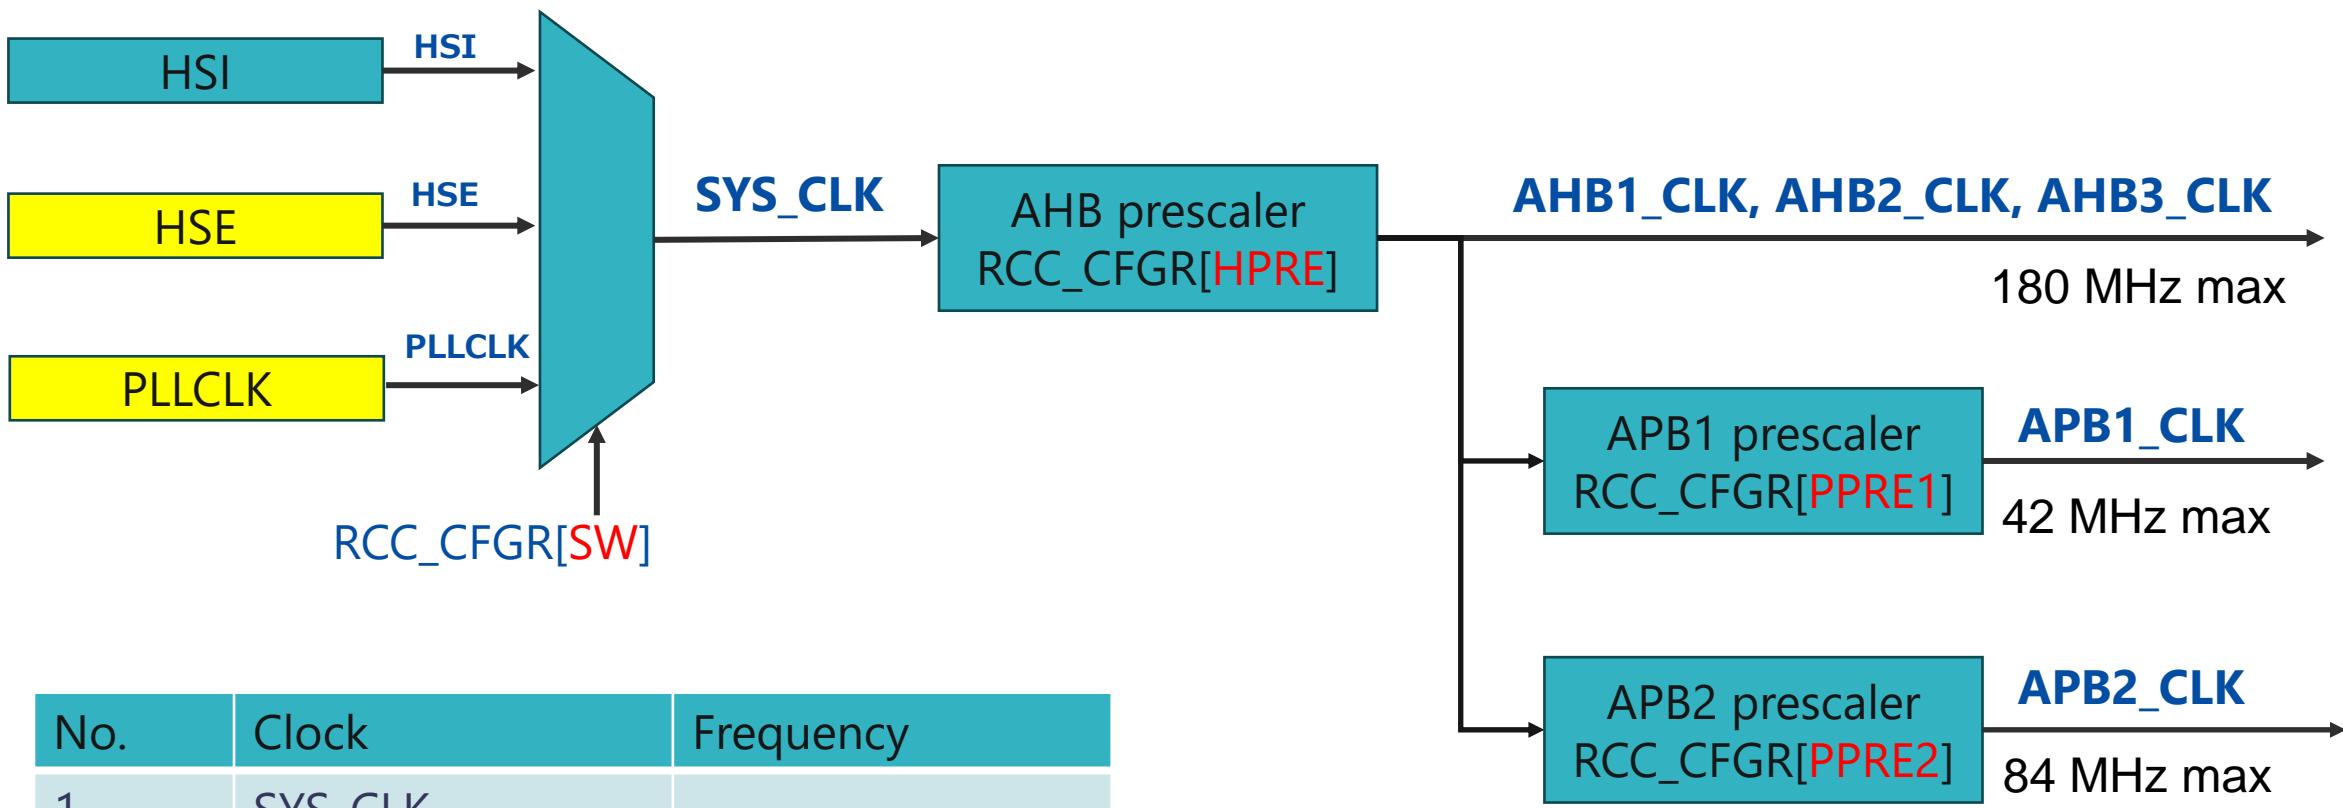 HSI
HSI
HSE
HSE
PLLCLK
PLLCLK
RCC_CFGR[SW]
SYS_CLK
AHB prescaler
RCC_CFGR[HPRE]
AHB1_CLK, AHB2_CLK, AHB3_CLK
180 MHz max
APB1 prescaler
RCC_CFGR[PPRE1]
APB1_CLK
42 MHz max
APB2 prescaler
RCC_CFGR[PPRE2]
APB2_CLK
84 MHz max
No. Clock Frequency
1 SYS_CLK